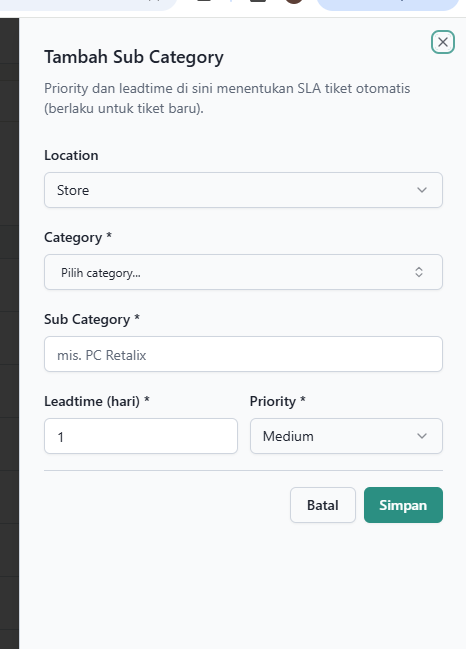 Tambah Sub Category
Priority dan leadtime di sini menentukan SLA tiket otomatis
(berlaku untuk tiket baru).
Location
Store
Category *
Pilih category...
Sub Category *
mis. PC Retalix
Leadtime (hari) *
Priority *
1
Medium
Batal
Simpan